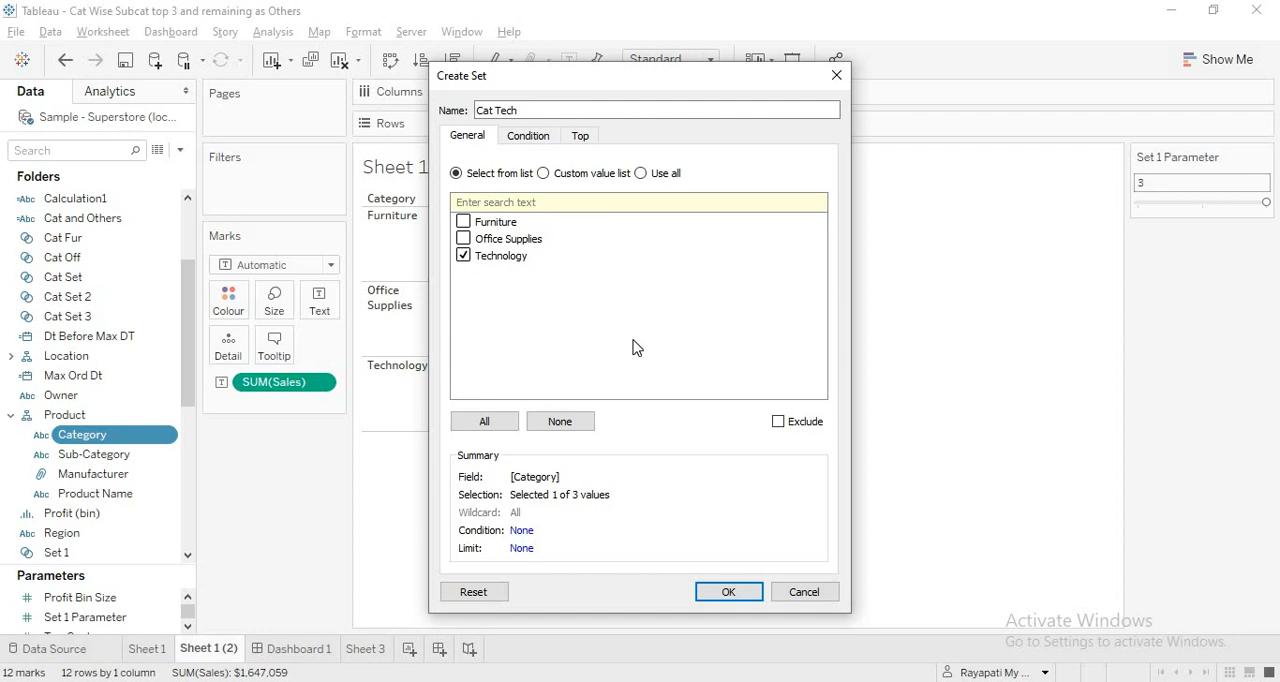 Tableau - Cat Wise Subcat top 3 and remaining as Others
File Data Worksheet Dashboard Story Analysis Map Format Server Window Help
Standard
Show Me
Data
Analytics
Sample - Superstore (loc...
Search
Folders
Abc Calculation1
Abc Cat and Others
Cat Fur
Cat Off
Cat Set
Cat Set 2
Cat Set 3
Dt Before Max DT
Location
Max Ord Dt
Abc Owner
Product
Abc Category
Abc Sub-Category
Manufacturer
Abc Product Name
Profit (bin)
Abc Region
Set 1
Parameters
# Profit Bin Size
# Set 1 Parameter
Pages
Filters
Marks
T Automatic
Colour Size Text
Detail Tooltip
T SUM(Sales)
Columns
Rows
Sheet 1
Category
Furniture
Office
Supplies
Technology
Create Set
Name: Cat Tech
General Condition Top
Select from list Custom value list Use all
Enter search text
Furniture
Office Supplies
Technology
All None Exclude
Summary
Field: [Category]
Selection: Selected 1 of 3 values
Wildcard: All
Condition: None
Limit: None
Reset OK Cancel
Set 1 Parameter
3
Activate Windows
Go to Settings to activate Windows.
Data Source Sheet 1 Sheet 1 (2) Dashboard 1 Sheet 3
12 marks 12 rows by 1 column SUM(Sales): $1,647,059
Rayapati My ...